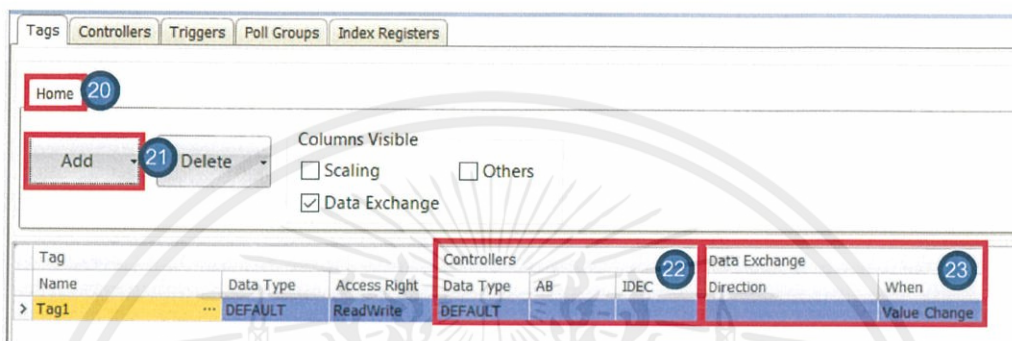 Tags Controllers Triggers Poll Groups Index Registers
Home 20
Add 21 Delete
Columns Visible
Scaling Others
Data Exchange
Tag Controllers 22 Data Exchange 23
Name Data Type Access Right Data Type AB IDEC Direction When
> Tag1 ... DEFAULT ReadWrite DEFAULT Value Change